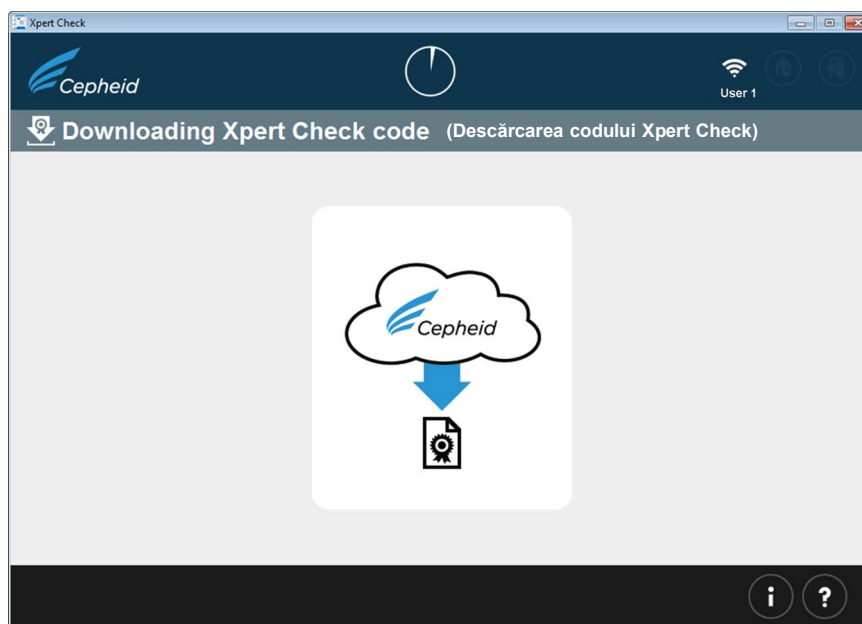 Xpert Check
Cepheid
User 1
Downloading Xpert Check code (Descărcarea codului Xpert Check)
Cepheid
i ?